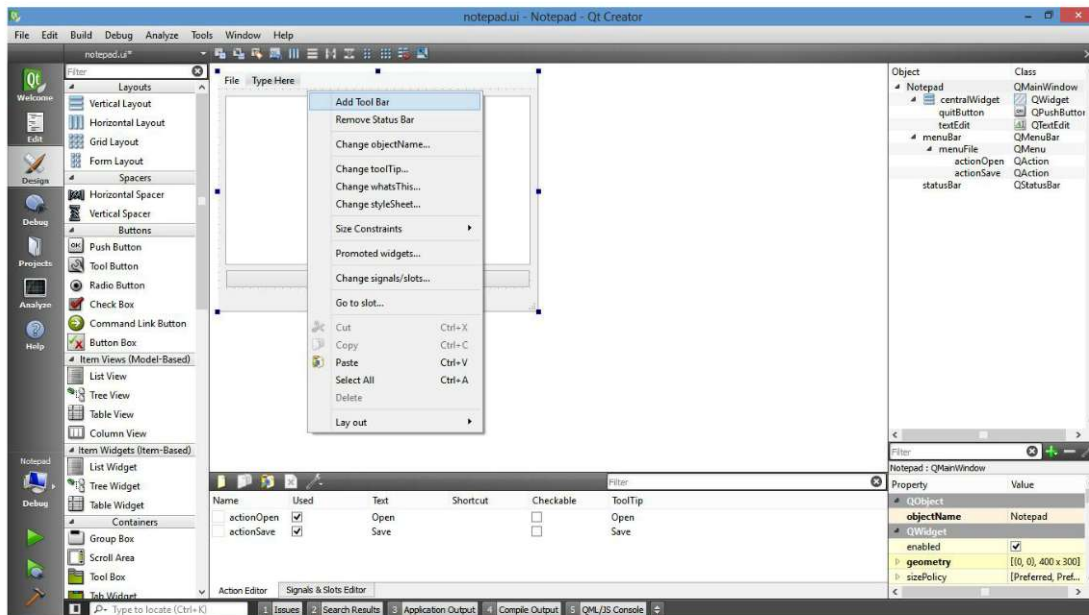 notepad.ui - Notepad - Qt Creator
File Edit Build Debug Analyze Tools Window Help
notepad.ui*
Welcome
Edit
Design
Debug
Projects
Analyze
Help
Notepad
Debug
Filter
Layouts
Vertical Layout
Horizontal Layout
Grid Layout
Form Layout
Spacers
Horizontal Spacer
Vertical Spacer
Buttons
Push Button
Tool Button
Radio Button
Check Box
Command Link Button
Button Box
Item Views (Model-Based)
List View
Tree View
Table View
Column View
Item Widgets (Item-Based)
List Widget
Tree Widget
Table Widget
Containers
Group Box
Scroll Area
Tool Box
Tab Widget
File Type Here
Add Tool Bar
Remove Status Bar
Change objectName...
Change toolTip...
Change whatsThis...
Change styleSheet...
Size Constraints
Promoted widgets...
Change signals/slots...
Go to slot...
Cut Ctrl+X
Copy Ctrl+C
Paste Ctrl+V
Select All Ctrl+A
Delete
Lay out
Filter
Name Used Text Shortcut Checkable ToolTip
actionOpen Open Open
actionSave Save Save
Action Editor Signals & Slots Editor
Object Class
Notepad QMainWindow
centralWidget QWidget
quitButton QPushButton
textEdit QTextEdit
menuBar QMenuBar
menuFile QMenu
actionOpen QAction
actionSave QAction
statusBar QStatusBar
Filter
Notepad : QMainWindow
Property Value
QObject
objectName Notepad
QWidget
enabled
geometry [(0, 0), 400 x 300]
sizePolicy [Preferred, Pref...
Type to locate (Ctrl+K) 1 Issues 2 Search Results 3 Application Output 4 Compile Output 5 QML/JS Console